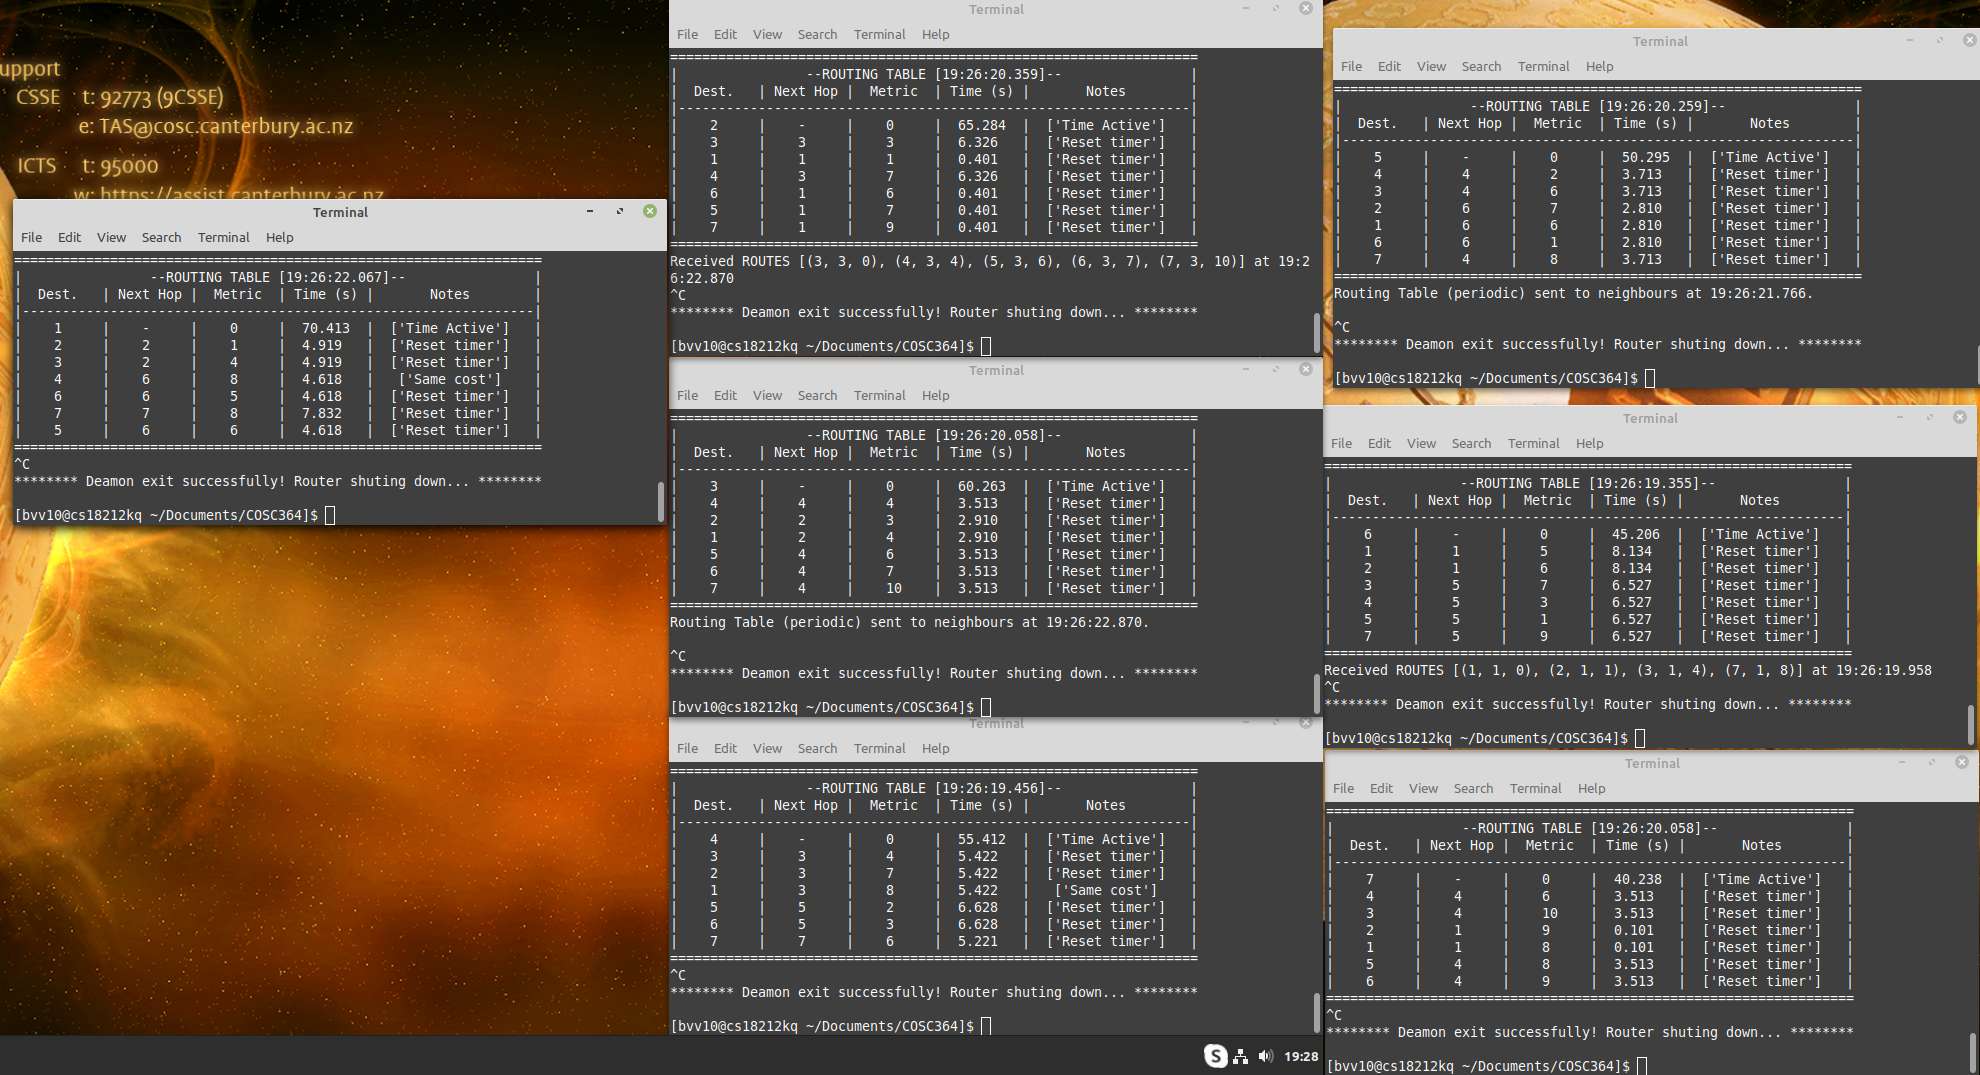 upport
CSSE t: 92773 (9CSSE)
e: TAS@cosc.canterbury.ac.nz
ICTS t: 95000
w: https://assist.canterbury.ac.nz
Terminal
File Edit View Search Terminal Help
==================================================================
| --ROUTING TABLE [19:26:22.067]-- |
| Dest. | Next Hop | Metric | Time (s) | Notes |
|----------------------------------------------------------------|
| 1 | - | 0 | 70.413 | ['Time Active'] |
| 2 | 2 | 1 | 4.919 | ['Reset timer'] |
| 3 | 2 | 4 | 4.919 | ['Reset timer'] |
| 4 | 6 | 8 | 4.618 | ['Same cost'] |
| 6 | 6 | 5 | 4.618 | ['Reset timer'] |
| 7 | 7 | 8 | 7.832 | ['Reset timer'] |
| 5 | 6 | 6 | 4.618 | ['Reset timer'] |
==================================================================
^C
******** Deamon exit successfully! Router shuting down... ********
[bvv10@cs18212kq ~/Documents/COSC364]$
Terminal
File Edit View Search Terminal Help
==================================================================
| --ROUTING TABLE [19:26:20.359]-- |
| Dest. | Next Hop | Metric | Time (s) | Notes |
|----------------------------------------------------------------|
| 2 | - | 0 | 65.284 | ['Time Active'] |
| 3 | 3 | 3 | 6.326 | ['Reset timer'] |
| 1 | 1 | 1 | 0.401 | ['Reset timer'] |
| 4 | 3 | 7 | 6.326 | ['Reset timer'] |
| 6 | 1 | 6 | 0.401 | ['Reset timer'] |
| 5 | 1 | 7 | 0.401 | ['Reset timer'] |
| 7 | 1 | 9 | 0.401 | ['Reset timer'] |
==================================================================
Received ROUTES [(3, 3, 0), (4, 3, 4), (5, 3, 6), (6, 3, 7), (7, 3, 10)] at 19:2
6:22.870
^C
******** Deamon exit successfully! Router shuting down... ********
[bvv10@cs18212kq ~/Documents/COSC364]$
Terminal
File Edit View Search Terminal Help
==================================================================
| --ROUTING TABLE [19:26:20.058]-- |
| Dest. | Next Hop | Metric | Time (s) | Notes |
|----------------------------------------------------------------|
| 3 | - | 0 | 60.263 | ['Time Active'] |
| 4 | 4 | 4 | 3.513 | ['Reset timer'] |
| 2 | 2 | 3 | 2.910 | ['Reset timer'] |
| 1 | 2 | 4 | 2.910 | ['Reset timer'] |
| 5 | 4 | 6 | 3.513 | ['Reset timer'] |
| 6 | 4 | 7 | 3.513 | ['Reset timer'] |
| 7 | 4 | 10 | 3.513 | ['Reset timer'] |
==================================================================
Routing Table (periodic) sent to neighbours at 19:26:22.870.
^C
******** Deamon exit successfully! Router shuting down... ********
[bvv10@cs18212kq ~/Documents/COSC364]$
Terminal
File Edit View Search Terminal Help
==================================================================
| --ROUTING TABLE [19:26:19.456]-- |
| Dest. | Next Hop | Metric | Time (s) | Notes |
|----------------------------------------------------------------|
| 4 | - | 0 | 55.412 | ['Time Active'] |
| 3 | 3 | 4 | 5.422 | ['Reset timer'] |
| 2 | 3 | 7 | 5.422 | ['Reset timer'] |
| 1 | 3 | 8 | 5.422 | ['Same cost'] |
| 5 | 5 | 2 | 6.628 | ['Reset timer'] |
| 6 | 5 | 3 | 6.628 | ['Reset timer'] |
| 7 | 7 | 6 | 5.221 | ['Reset timer'] |
==================================================================
^C
******** Deamon exit successfully! Router shuting down... ********
[bvv10@cs18212kq ~/Documents/COSC364]$
Terminal
File Edit View Search Terminal Help
==================================================================
| --ROUTING TABLE [19:26:20.259]-- |
| Dest. | Next Hop | Metric | Time (s) | Notes |
|----------------------------------------------------------------|
| 5 | - | 0 | 50.295 | ['Time Active'] |
| 4 | 4 | 2 | 3.713 | ['Reset timer'] |
| 3 | 4 | 6 | 3.713 | ['Reset timer'] |
| 2 | 6 | 7 | 2.810 | ['Reset timer'] |
| 1 | 6 | 6 | 2.810 | ['Reset timer'] |
| 6 | 6 | 1 | 2.810 | ['Reset timer'] |
| 7 | 4 | 8 | 3.713 | ['Reset timer'] |
==================================================================
Routing Table (periodic) sent to neighbours at 19:26:21.766.
^C
******** Deamon exit successfully! Router shuting down... ********
[bvv10@cs18212kq ~/Documents/COSC364]$
Terminal
File Edit View Search Terminal Help
==================================================================
| --ROUTING TABLE [19:26:19.355]-- |
| Dest. | Next Hop | Metric | Time (s) | Notes |
|----------------------------------------------------------------|
| 6 | - | 0 | 45.206 | ['Time Active'] |
| 1 | 1 | 5 | 8.134 | ['Reset timer'] |
| 2 | 1 | 6 | 8.134 | ['Reset timer'] |
| 3 | 5 | 7 | 6.527 | ['Reset timer'] |
| 4 | 5 | 3 | 6.527 | ['Reset timer'] |
| 5 | 5 | 1 | 6.527 | ['Reset timer'] |
| 7 | 5 | 9 | 6.527 | ['Reset timer'] |
==================================================================
Received ROUTES [(1, 1, 0), (2, 1, 1), (3, 1, 4), (7, 1, 8)] at 19:26:19.958
^C
******** Deamon exit successfully! Router shuting down... ********
[bvv10@cs18212kq ~/Documents/COSC364]$
Terminal
File Edit View Search Terminal Help
==================================================================
| --ROUTING TABLE [19:26:20.058]-- |
| Dest. | Next Hop | Metric | Time (s) | Notes |
|----------------------------------------------------------------|
| 7 | - | 0 | 40.238 | ['Time Active'] |
| 4 | 4 | 6 | 3.513 | ['Reset timer'] |
| 3 | 4 | 10 | 3.513 | ['Reset timer'] |
| 2 | 1 | 9 | 0.101 | ['Reset timer'] |
| 1 | 1 | 8 | 0.101 | ['Reset timer'] |
| 5 | 4 | 8 | 3.513 | ['Reset timer'] |
| 6 | 4 | 9 | 3.513 | ['Reset timer'] |
==================================================================
^C
******** Deamon exit successfully! Router shuting down... ********
[bvv10@cs18212kq ~/Documents/COSC364]$
S 19:28